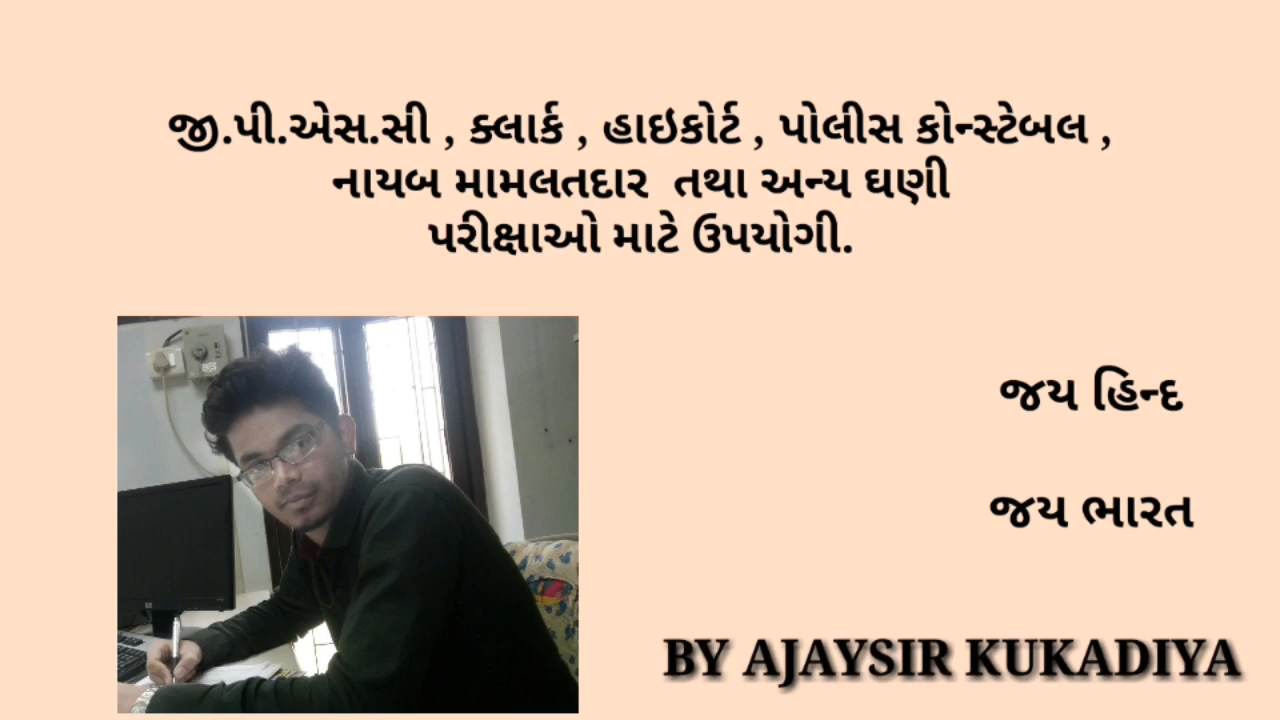 જી.પી.એસ.સી , ક્લાર્ક , હાઇકોર્ટ , પોલીસ કોન્સ્ટેબલ ,
નાયબ મામલતદાર તથા અન્ય ઘણી
પરીક્ષાઓ માટે ઉપયોગી.
જય હિન્દ
જય ભારત
BY AJAYSIR KUKADIYA